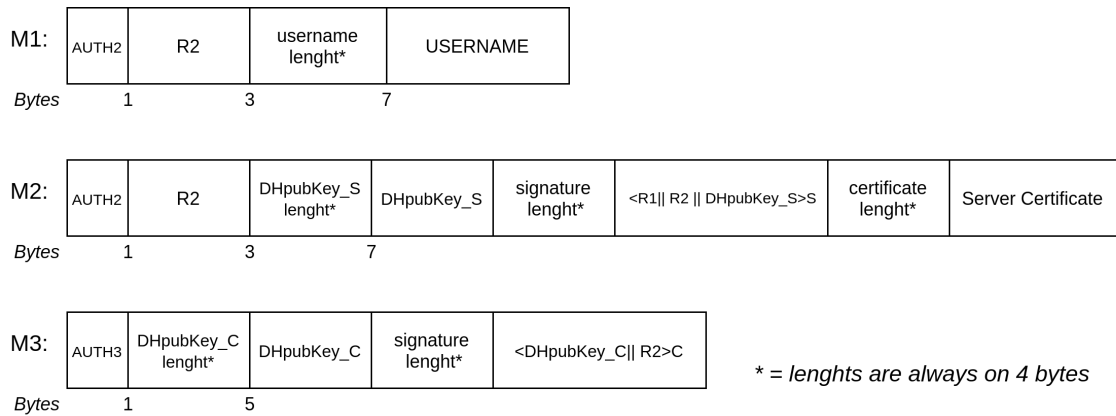 M1:
AUTH2
R2
username
lenght*
USERNAME
Bytes
1
3
7
M2:
AUTH2
R2
DHpubKey_S
lenght*
DHpubKey_S
signature
lenght*
<R1|| R2 || DHpubKey_S>S
certificate
lenght*
Server Certificate
Bytes
1
3
7
M3:
AUTH3
DHpubKey_C
lenght*
DHpubKey_C
signature
lenght*
<DHpubKey_C|| R2>C
* = lenghts are always on 4 bytes
Bytes
1
5